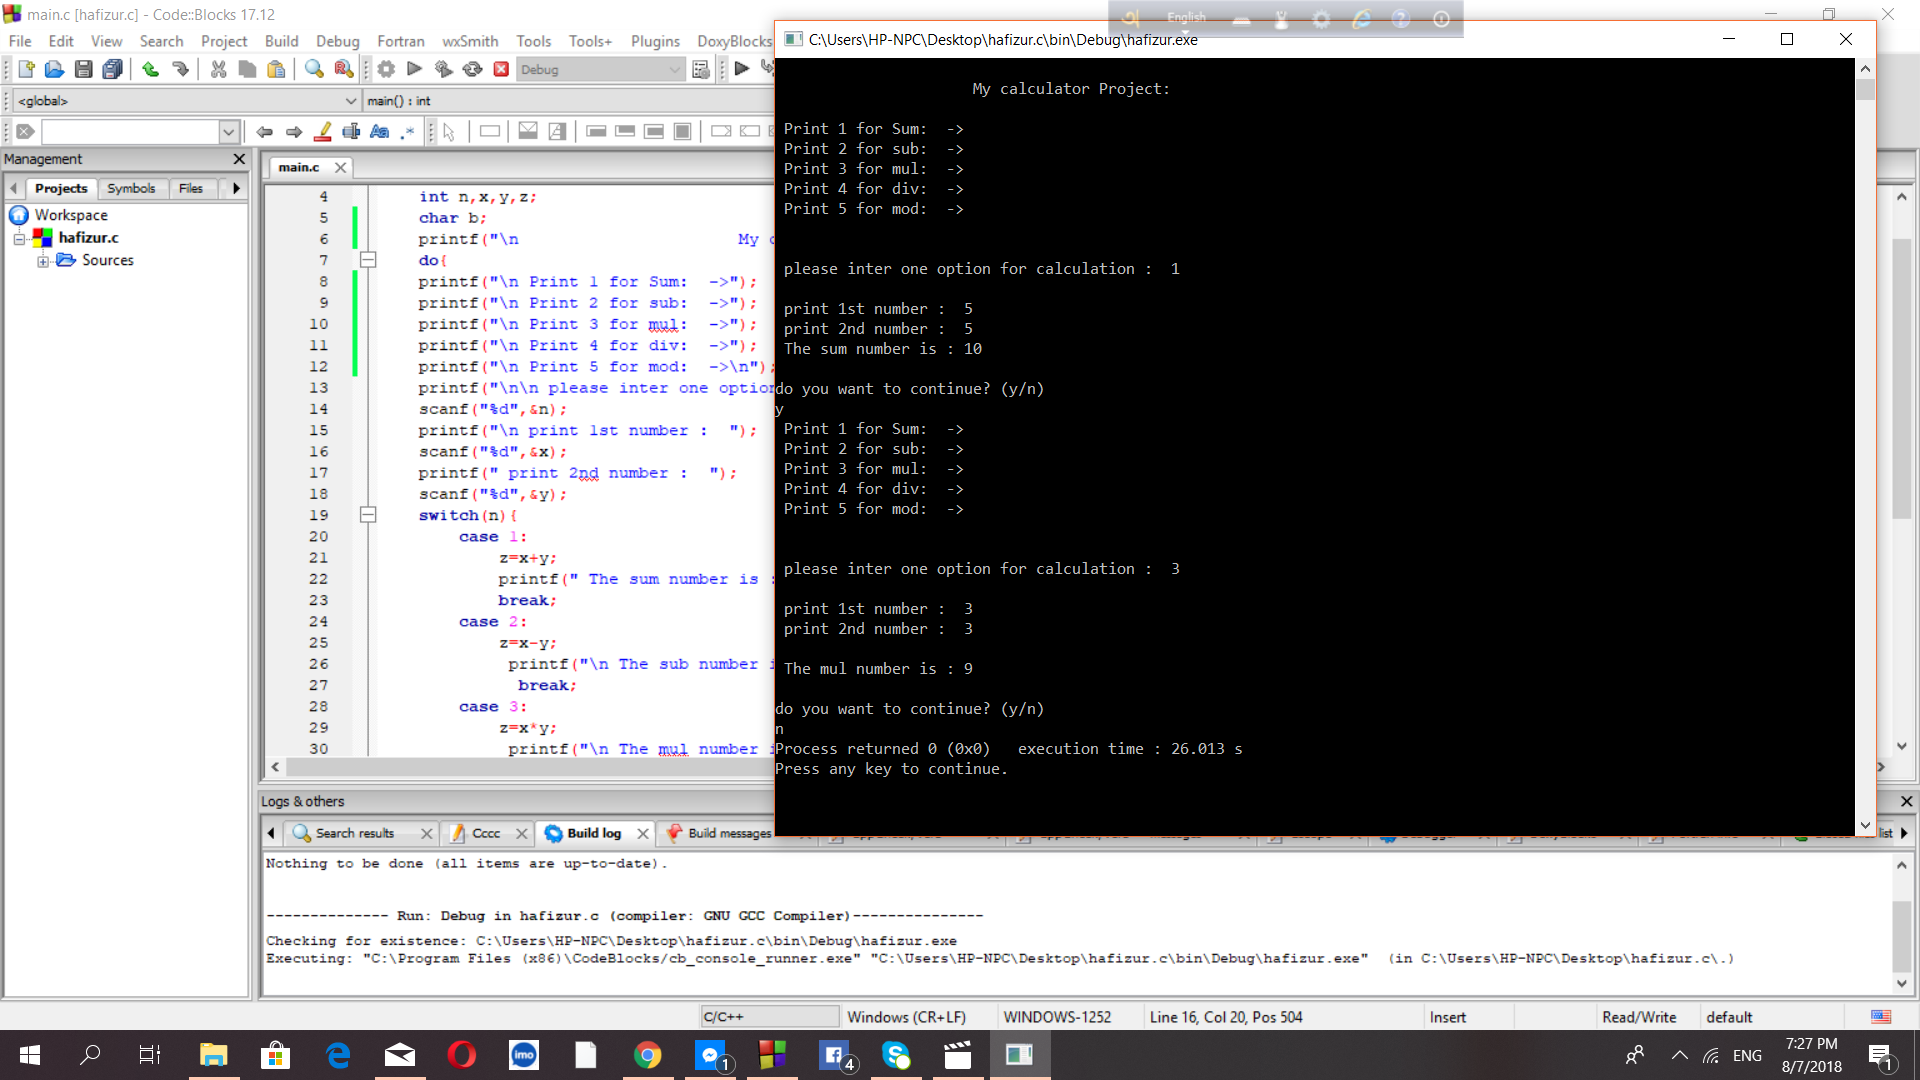 main.c [hafizur.c] - Code::Blocks 17.12
File Edit View Search Project Build Debug Fortran wxSmith Tools Tools+ Plugins DoxyBlocks
Debug
<global>
main() : int
Management
Projects Symbols Files
Workspace
hafizur.c
Sources
main.c
4 int n,x,y,z;
5 char b;
6 printf("\n My
7 do{
8 printf("\n Print 1 for Sum: ->");
9 printf("\n Print 2 for sub: ->");
10 printf("\n Print 3 for mul: ->");
11 printf("\n Print 4 for div: ->");
12 printf("\n Print 5 for mod: ->\n");
13 printf("\n\n please inter one option
14 scanf("%d",&n);
15 printf("\n print 1st number : ");
16 scanf("%d",&x);
17 printf(" print 2nd number : ");
18 scanf("%d",&y);
19 switch(n){
20 case 1:
21 z=x+y;
22 printf(" The sum number is :
23 break;
24 case 2:
25 z=x-y;
26 printf("\n The sub number
27 break;
28 case 3:
29 z=x*y;
30 printf("\n The mul number
English
C:\Users\HP-NPC\Desktop\hafizur.c\bin\Debug\hafizur.exe
My calculator Project:
Print 1 for Sum: ->
Print 2 for sub: ->
Print 3 for mul: ->
Print 4 for div: ->
Print 5 for mod: ->
please inter one option for calculation : 1
print 1st number : 5
print 2nd number : 5
The sum number is : 10
do you want to continue? (y/n)
y
Print 1 for Sum: ->
Print 2 for sub: ->
Print 3 for mul: ->
Print 4 for div: ->
Print 5 for mod: ->
please inter one option for calculation : 3
print 1st number : 3
print 2nd number : 3
The mul number is : 9
do you want to continue? (y/n)
n
Process returned 0 (0x0) execution time : 26.013 s
Press any key to continue.
Logs & others
Search results Cccc Build log Build messages
Nothing to be done (all items are up-to-date).
-------------- Run: Debug in hafizur.c (compiler: GNU GCC Compiler)---------------
Checking for existence: C:\Users\HP-NPC\Desktop\hafizur.c\bin\Debug\hafizur.exe
Executing: "C:\Program Files (x86)\CodeBlocks/cb_console_runner.exe" "C:\Users\HP-NPC\Desktop\hafizur.c\bin\Debug\hafizur.exe" (in C:\Users\HP-NPC\Desktop\hafizur.c\.)
C/C++ Windows (CR+LF) WINDOWS-1252 Line 16, Col 20, Pos 504 Insert Read/Write default
imo 1 4 ENG 7:27 PM 1
8/7/2018